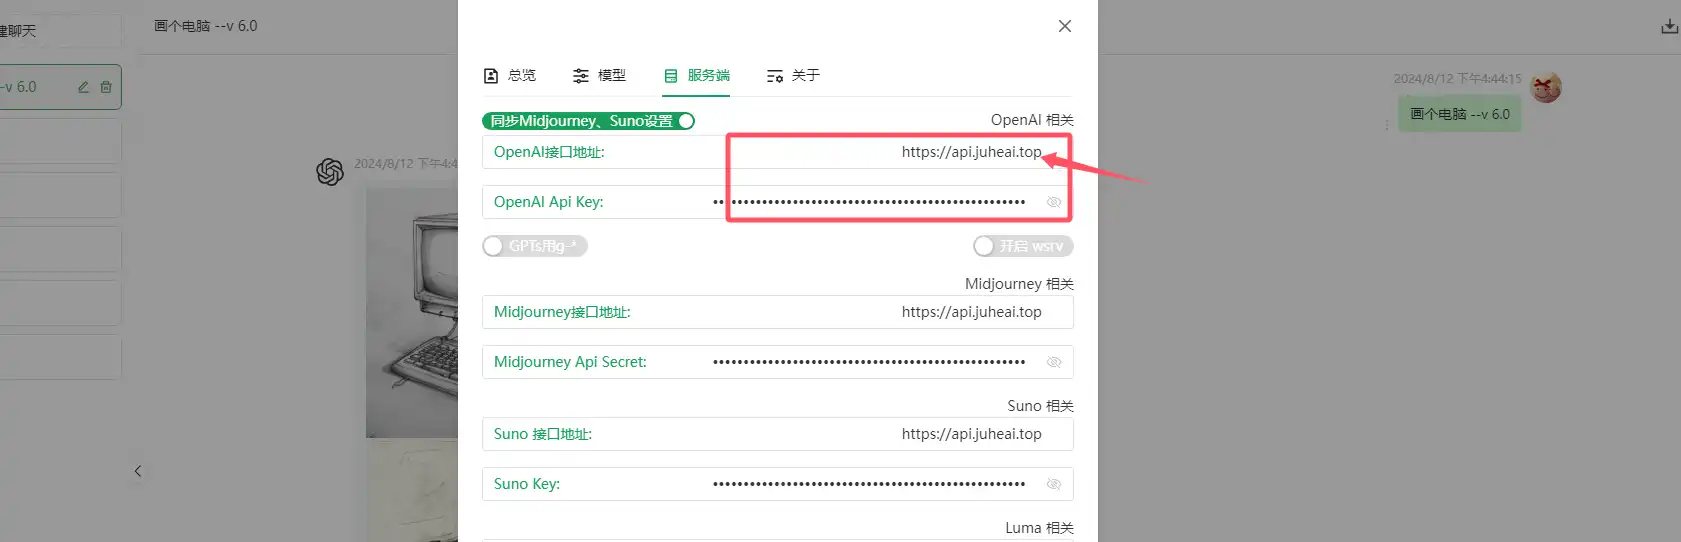 建聊天
画个电脑 --v 6.0
-v 6.0
2024/8/12 下午4:4
总览
模型
服务端
关于
同步Midjourney、Suno设置
OpenAI 相关
OpenAI接口地址:
https://api.juheai.top
OpenAI Api Key:
••••••••••••••••••••••••••••••••••••••••••••••••••••
GPTs用g-*
开启 wsrv
Midjourney 相关
Midjourney接口地址:
https://api.juheai.top
Midjourney Api Secret:
••••••••••••••••••••••••••••••••••••••••••••••••••••
Suno 相关
Suno 接口地址:
https://api.juheai.top
Suno Key:
••••••••••••••••••••••••••••••••••••••••••••••••••••
Luma 相关
2024/8/12 下午4:44:15
画个电脑 --v 6.0